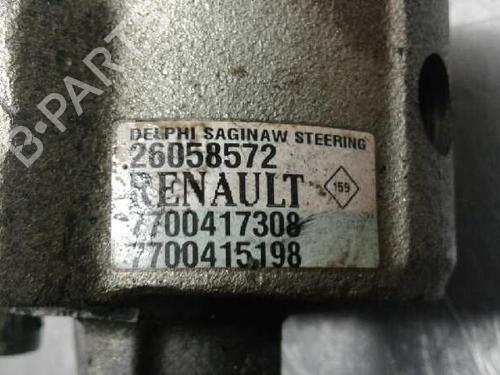 B-PARTS
DELPHI SAGINAW STEERING
26058572
RENAULT 159
7700417308
7700415198